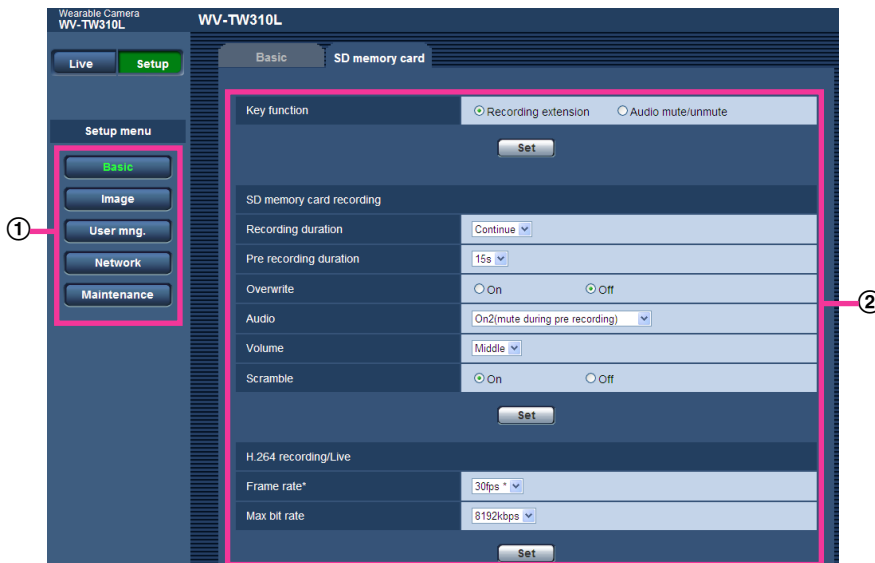 Wearable Camera
WV-TW310L
WV-TW310L
Live Setup
Basic SD memory card
Setup menu
Basic
Image
User mng.
Network
Maintenance
①
Key function Recording extension Audio mute/unmute
Set
SD memory card recording
Recording duration Continue
Pre recording duration 15s
Overwrite On Off
Audio On2(mute during pre recording)
Volume Middle
Scramble On Off
Set
H.264 recording/Live
Frame rate* 30fps *
Max bit rate 8192kbps
Set
②